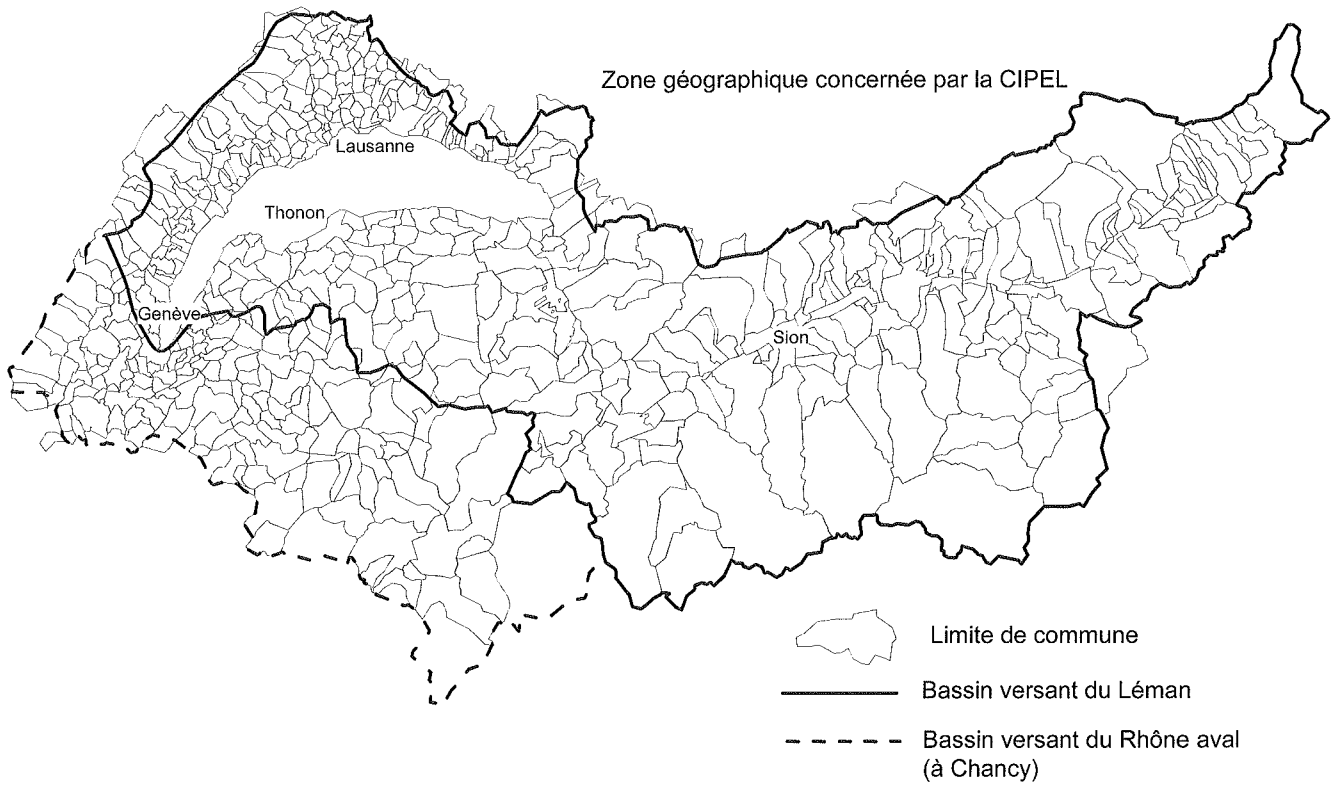 Zone géographique concernée par la CIPEL
Lausanne
Thonon
Genève
Sion
Limite de commune
Bassin versant du Léman
Bassin versant du Rhône aval
(à Chancy)